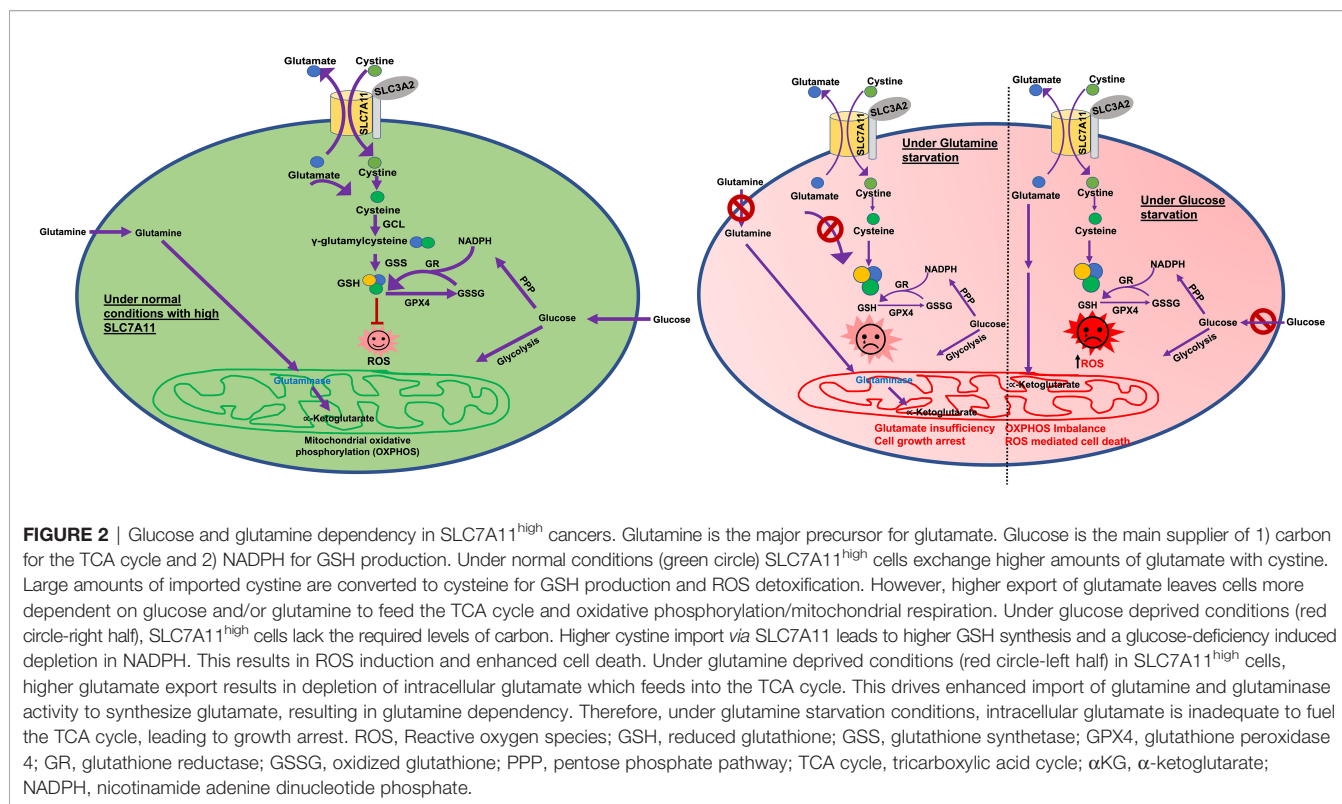 Glutamate
Cystine
SLC3A2
SLC7A11
Glutamate
Cystine
Cysteine
GCL
γ-glutamylcysteine
NADPH
GSS
GR
GSH
GSSG
GPX4
PPP
Glutamine
Glutamine
Under normal
conditions with high
SLC7A11
Glucose
Glucose
ROS
Glycolysis
Glutaminase
∝-Ketoglutarate
Mitochondrial oxidative
phosphorylation (OXPHOS)
Glutamate
Cystine
SLC3A2
SLC7A11
Under Glutamine
starvation
Glutamine
Glutamate
Cystine
Glutamine
Cysteine
NADPH
GR
GSH
GSSG
GPX4
PPP
Glucose
Glycolysis
Glutaminase
∝-Ketoglutarate
Glutamate insufficiency
Cell growth arrest
Glutamate
Cystine
SLC3A2
SLC7A11
Glutamate
Cystine
Under Glucose
starvation
Cysteine
NADPH
GR
GSH
GSSG
GPX4
PPP
Glucose
Glucose
Glycolysis
ROS
∝-Ketoglutarate
OXPHOS Imbalance
ROS mediated cell death
FIGURE 2 | Glucose and glutamine dependency in SLC7A11high cancers. Glutamine is the major precursor for glutamate. Glucose is the main supplier of 1) carbon
for the TCA cycle and 2) NADPH for GSH production. Under normal conditions (green circle) SLC7A11high cells exchange higher amounts of glutamate with cystine.
Large amounts of imported cystine are converted to cysteine for GSH production and ROS detoxification. However, higher export of glutamate leaves cells more
dependent on glucose and/or glutamine to feed the TCA cycle and oxidative phosphorylation/mitochondrial respiration. Under glucose deprived conditions (red
circle-right half), SLC7A11high cells lack the required levels of carbon. Higher cystine import via SLC7A11 leads to higher GSH synthesis and a glucose-deficiency induced
depletion in NADPH. This results in ROS induction and enhanced cell death. Under glutamine deprived conditions (red circle-left half) in SLC7A11high cells,
higher glutamate export results in depletion of intracellular glutamate which feeds into the TCA cycle. This drives enhanced import of glutamine and glutaminase
activity to synthesize glutamate, resulting in glutamine dependency. Therefore, under glutamine starvation conditions, intracellular glutamate is inadequate to fuel
the TCA cycle, leading to growth arrest. ROS, Reactive oxygen species; GSH, reduced glutathione; GSS, glutathione synthetase; GPX4, glutathione peroxidase
4; GR, glutathione reductase; GSSG, oxidized glutathione; PPP, pentose phosphate pathway; TCA cycle, tricarboxylic acid cycle; αKG, α-ketoglutarate;
NADPH, nicotinamide adenine dinucleotide phosphate.